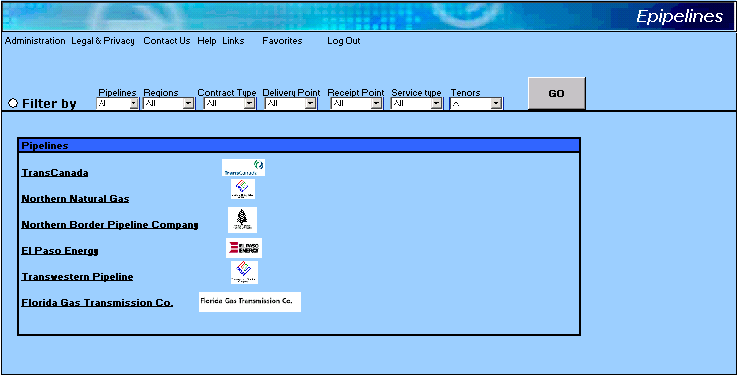 Epipelines
Administration Legal & Privacy Contact Us Help Links Favorites Log Out
Pipelines Regions Contract Type Delivery Point Receipt Point Service type Tenors
Filter by All All All All All All GO
Pipelines
TransCanada TransCanada
Northern Natural Gas
Northern Border Pipeline Company
El Paso Energy EL PASO
ENERGY
Transwestern Pipeline
Florida Gas Transmission Co. Florida Gas Transmission Co.